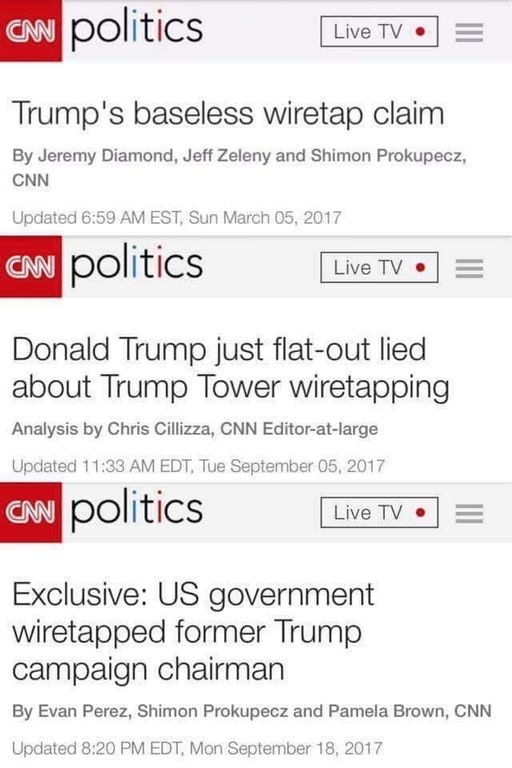 CNN politics Live TV
Trump's baseless wiretap claim
By Jeremy Diamond, Jeff Zeleny and Shimon Prokupecz,
CNN
Updated 6:59 AM EST, Sun March 05, 2017
CNN politics Live TV
Donald Trump just flat-out lied
about Trump Tower wiretapping
Analysis by Chris Cillizza, CNN Editor-at-large
Updated 11:33 AM EDT, Tue September 05, 2017
CNN politics Live TV
Exclusive: US government
wiretapped former Trump
campaign chairman
By Evan Perez, Shimon Prokupecz and Pamela Brown, CNN
Updated 8:20 PM EDT, Mon September 18, 2017